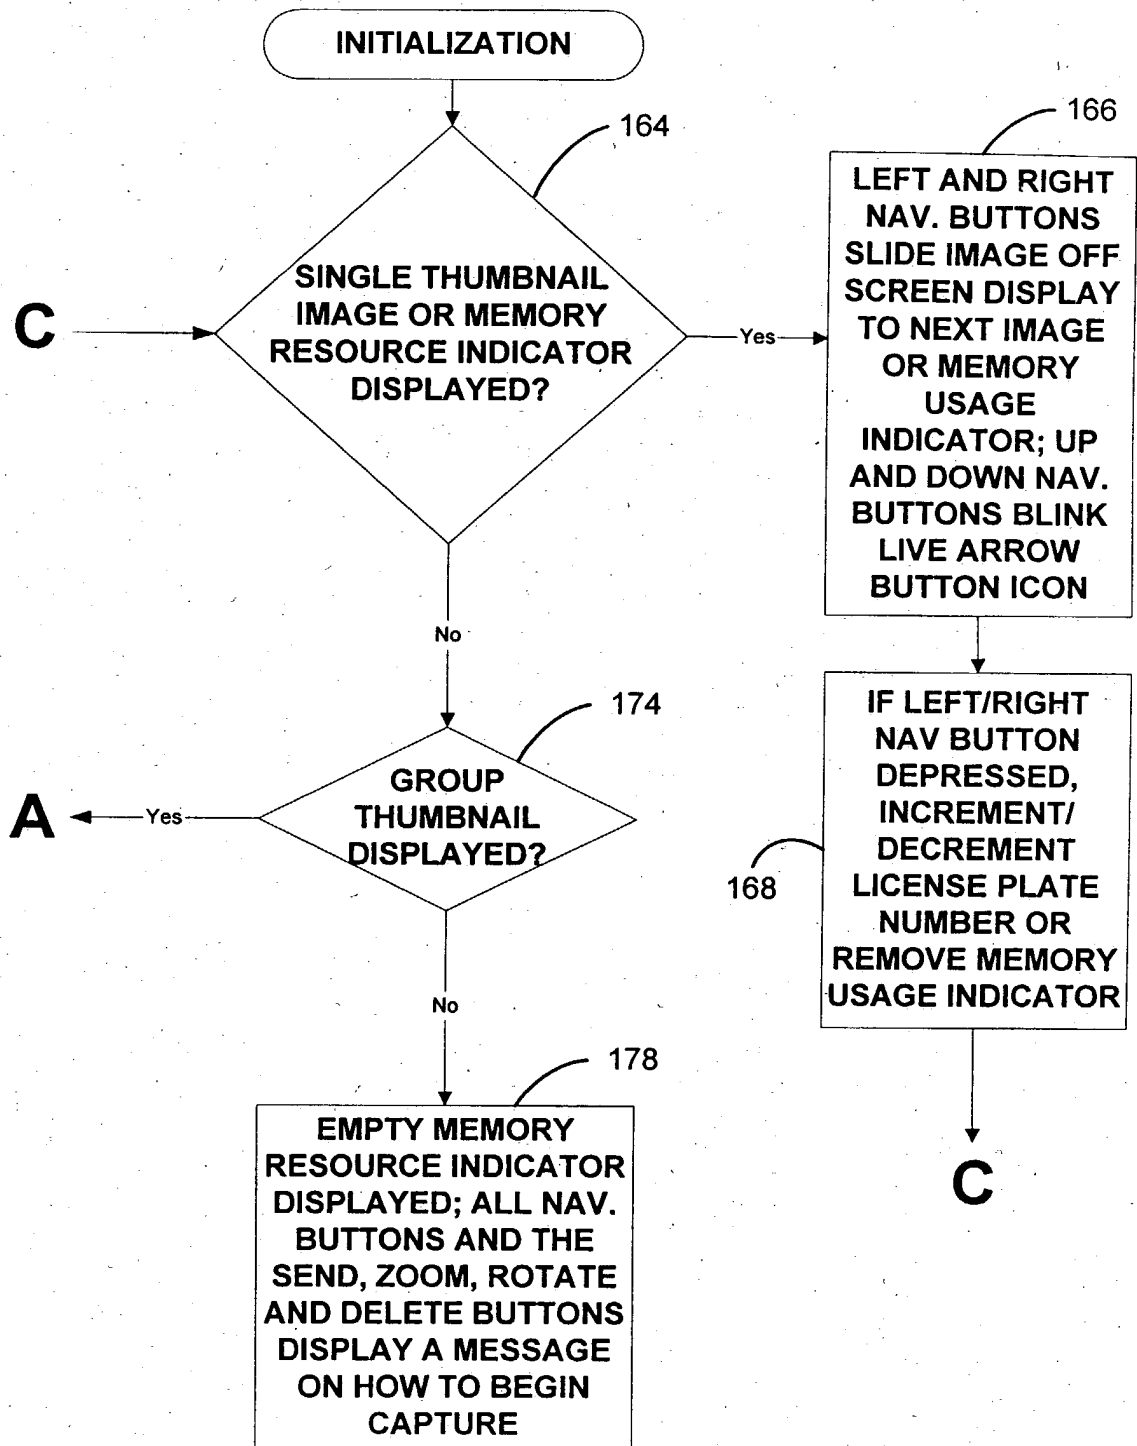 INITIALIZATION
164
SINGLE THUMBNAIL
IMAGE OR MEMORY
RESOURCE INDICATOR
DISPLAYED?
C
Yes
166
LEFT AND RIGHT
NAV. BUTTONS
SLIDE IMAGE OFF
SCREEN DISPLAY
TO NEXT IMAGE
OR MEMORY
USAGE
INDICATOR; UP
AND DOWN NAV.
BUTTONS BLINK
LIVE ARROW
BUTTON ICON
No
174
GROUP
THUMBNAIL
DISPLAYED?
A
Yes
168
IF LEFT/RIGHT
NAV BUTTON
DEPRESSED,
INCREMENT/
DECREMENT
LICENSE PLATE
NUMBER OR
REMOVE MEMORY
USAGE INDICATOR
C
No
178
EMPTY MEMORY
RESOURCE INDICATOR
DISPLAYED; ALL NAV.
BUTTONS AND THE
SEND, ZOOM, ROTATE
AND DELETE BUTTONS
DISPLAY A MESSAGE
ON HOW TO BEGIN
CAPTURE